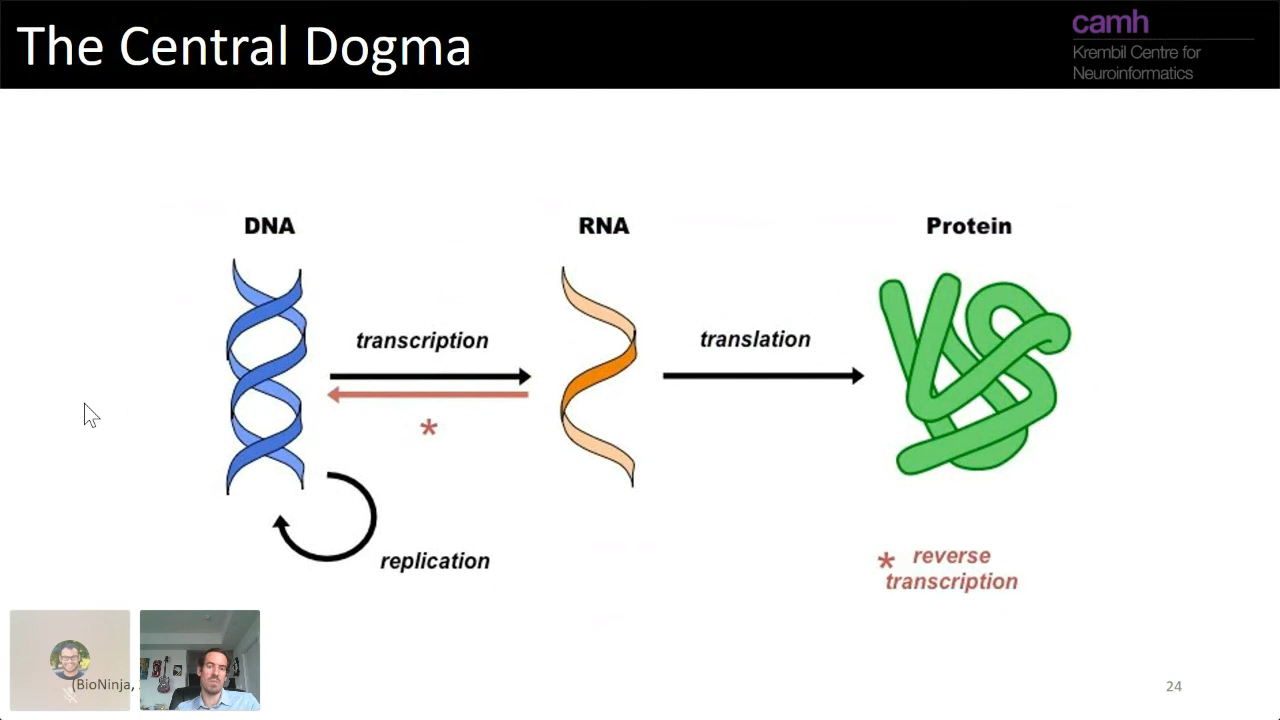 The Central Dogma
camh
Krembil Centre for
Neuroinformatics
DNA
RNA
Protein
transcription
translation
*
replication
* reverse
transcription
(BioNinja,
24